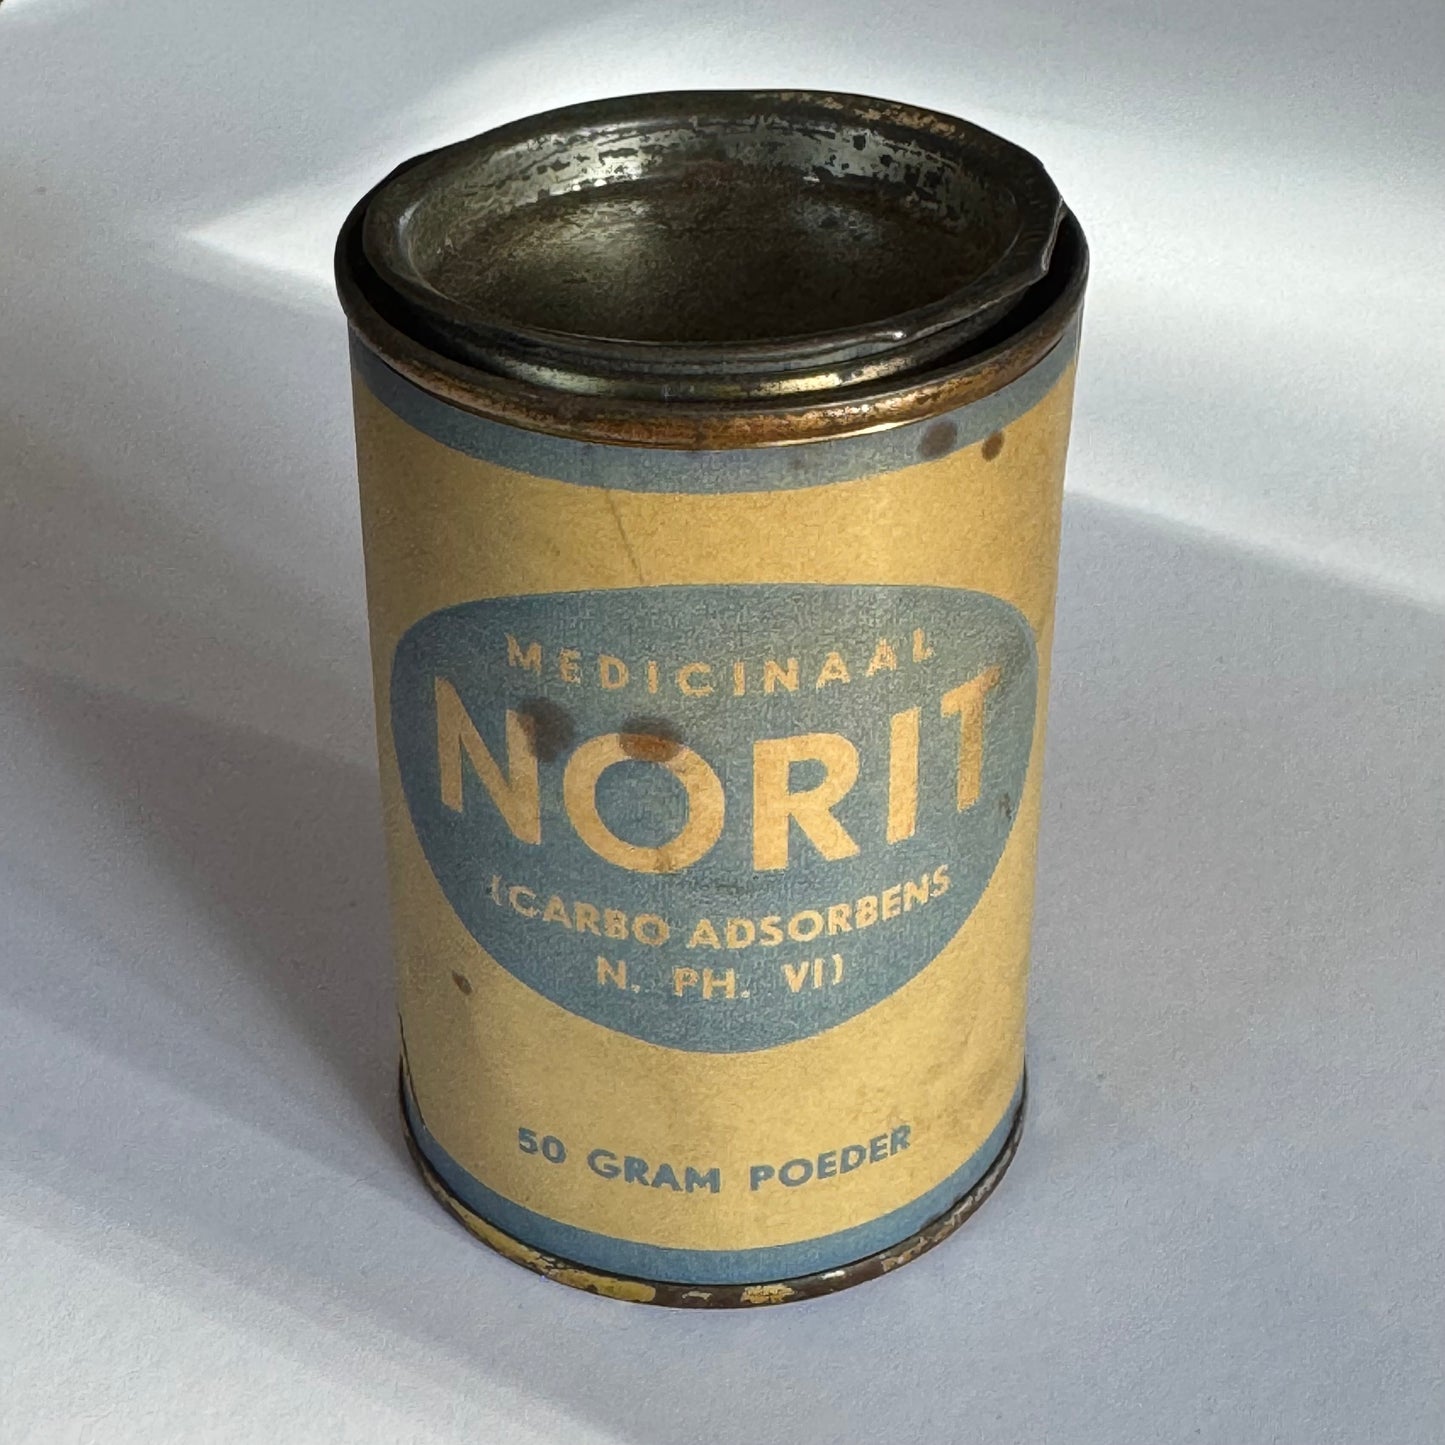 MEDICINAAL
NORIT
(CARBO ADSORBENS
N. PH. VI)
50 GRAM POEDER